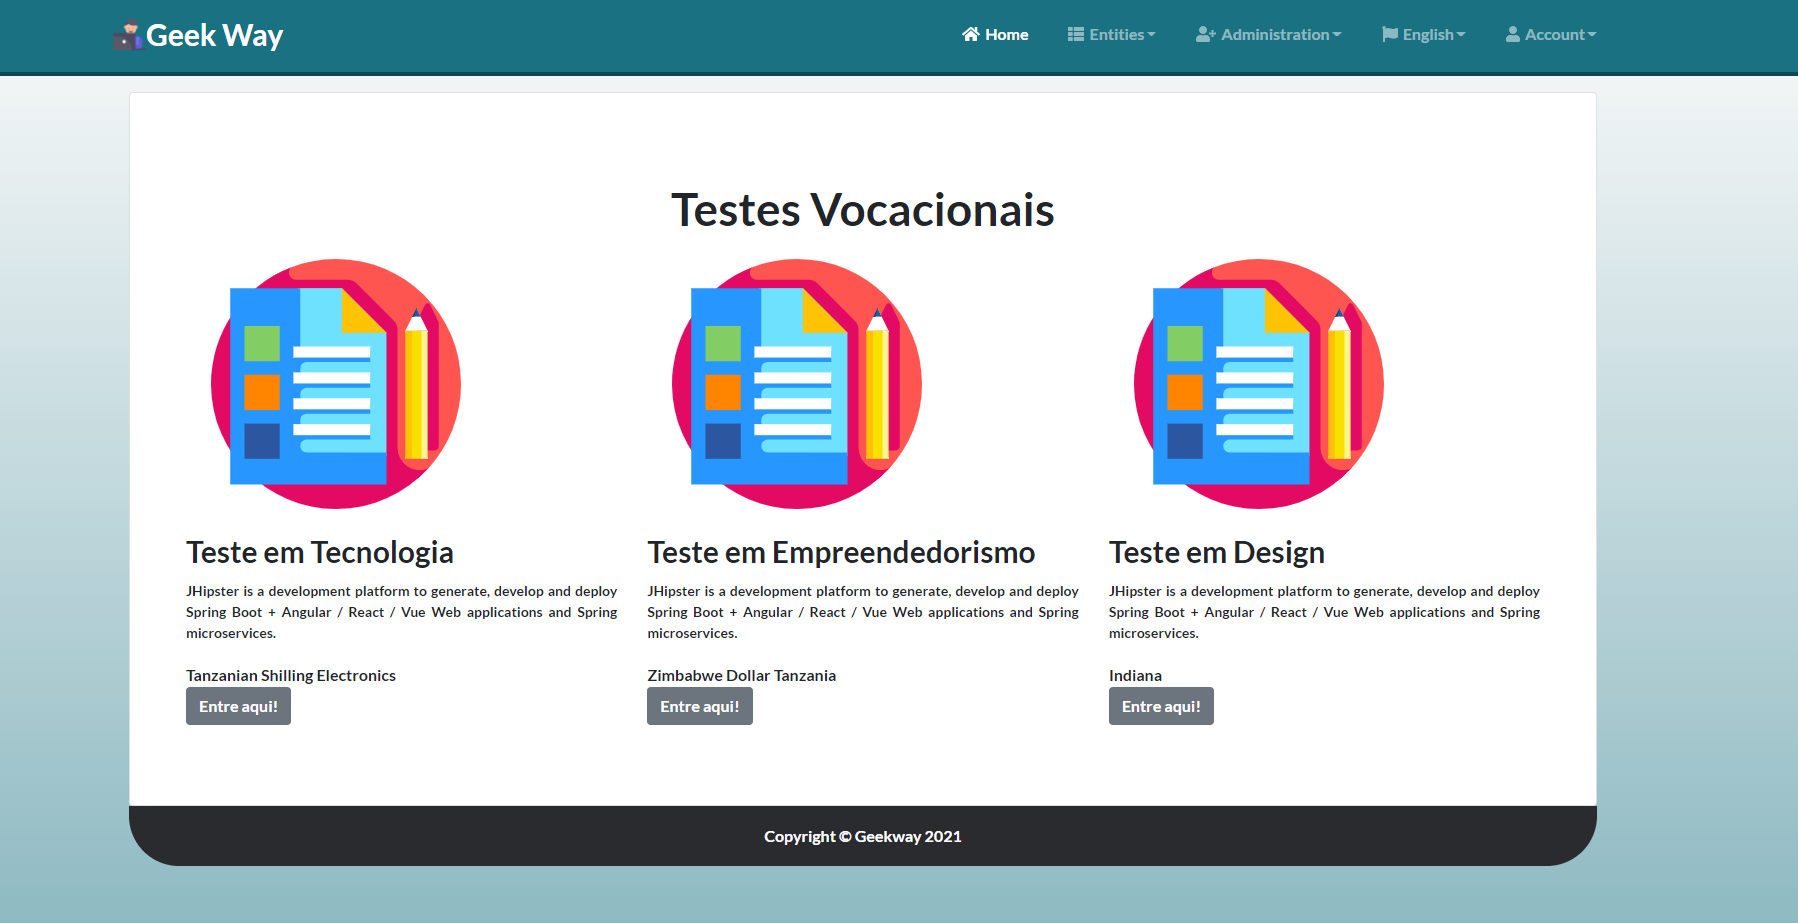 Geek Way
Home Entities Administration English Account
Testes Vocacionais
Teste em Tecnologia
JHipster is a development platform to generate, develop and deploy
Spring Boot + Angular / React / Vue Web applications and Spring
microservices.
Tanzanian Shilling Electronics
Entre aqui!
Teste em Empreendedorismo
JHipster is a development platform to generate, develop and deploy
Spring Boot + Angular / React / Vue Web applications and Spring
microservices.
Zimbabwe Dollar Tanzania
Entre aqui!
Teste em Design
JHipster is a development platform to generate, develop and deploy
Spring Boot + Angular / React / Vue Web applications and Spring
microservices.
Indiana
Entre aqui!
Copyright © Geekway 2021